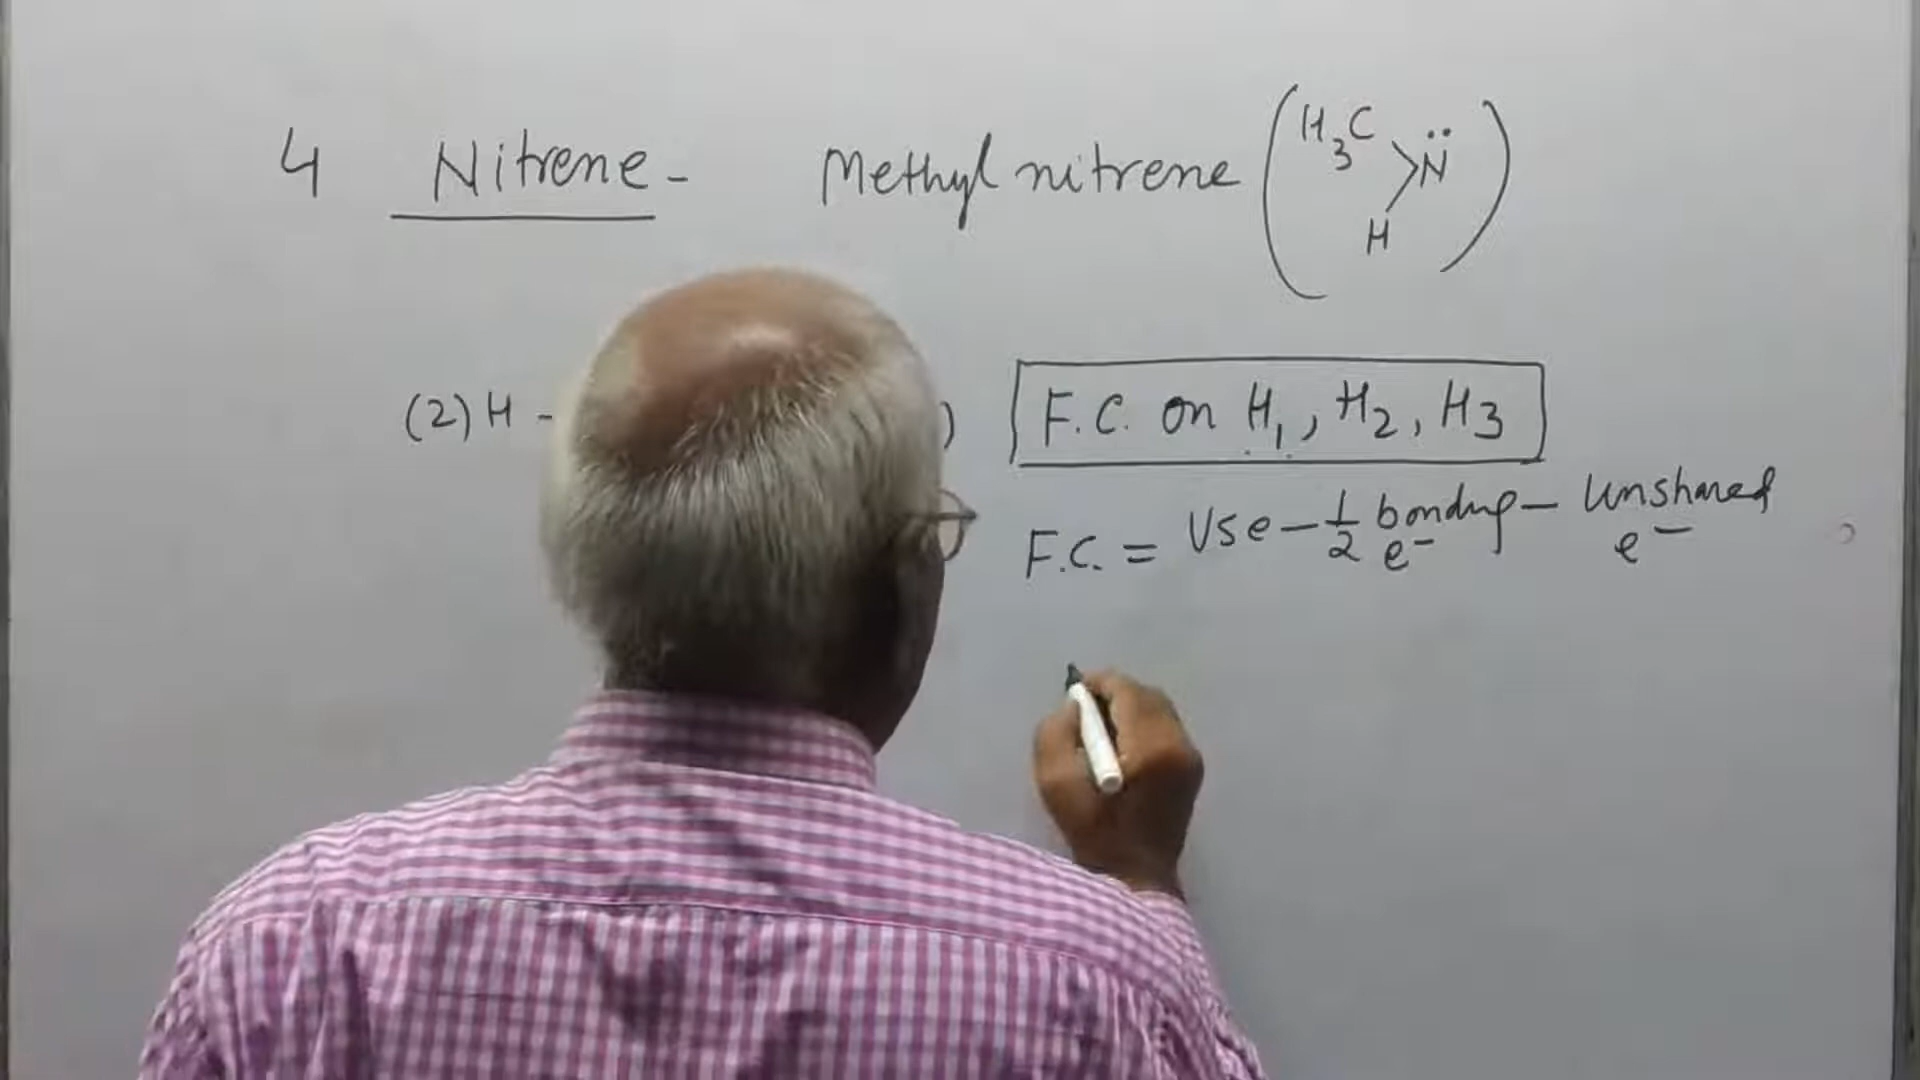 4 Nitrene - Methyl nitrene ( H3C > N̈ )
H
(2) H - ) F.C. on H1, H2, H3
F.C. = VSe - 1/2 bonding e⁻ - Unshared e⁻